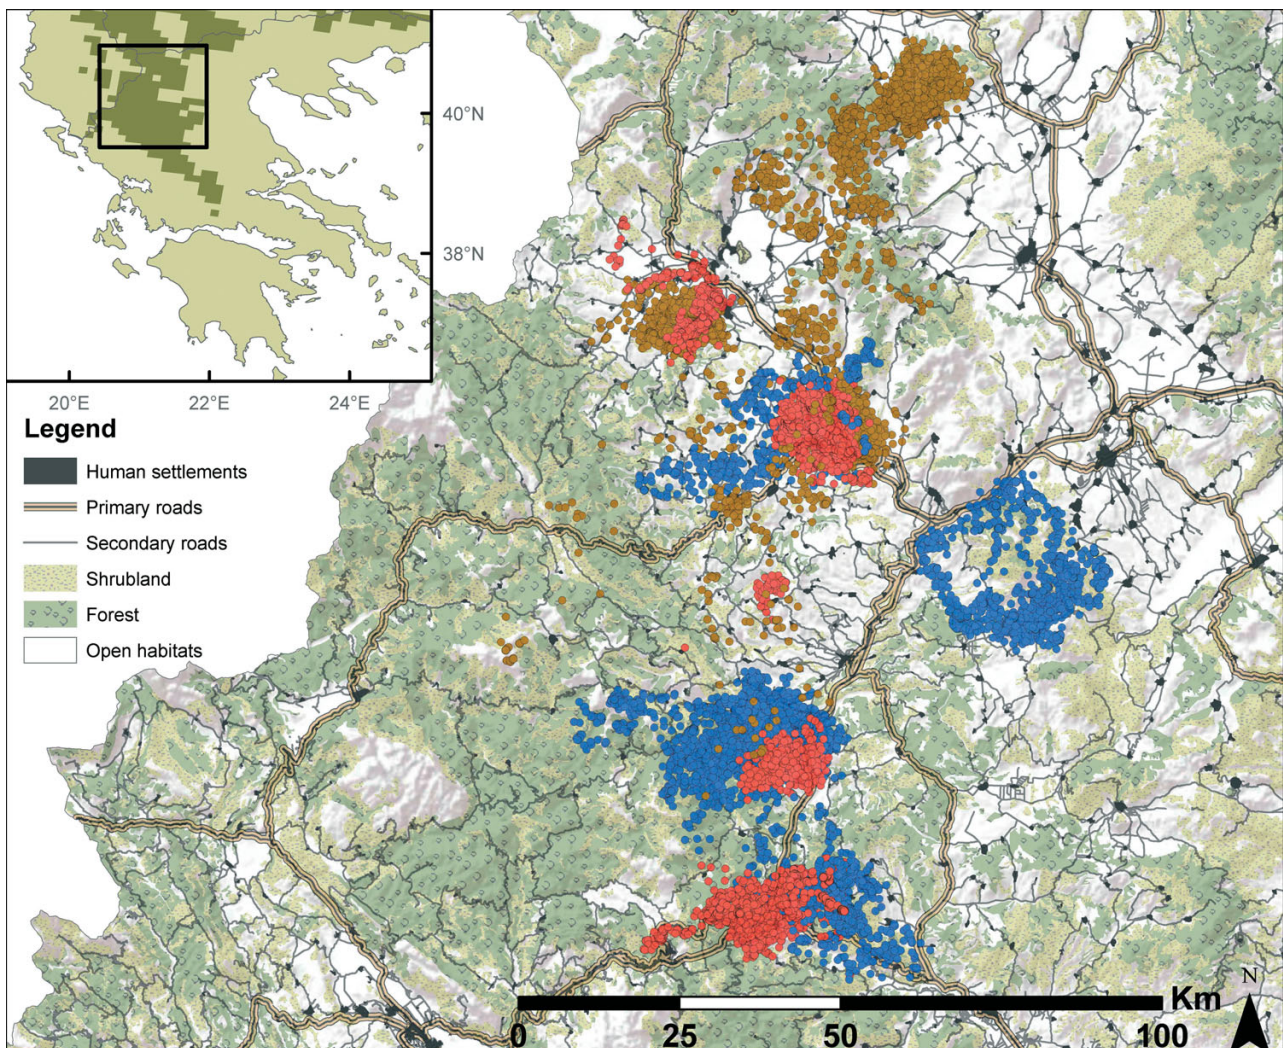 40°N
38°N
20°E 22°E 24°E
Legend
Human settlements
Primary roads
Secondary roads
Shrubland
Forest
Open habitats
N
Km
0 25 50 100